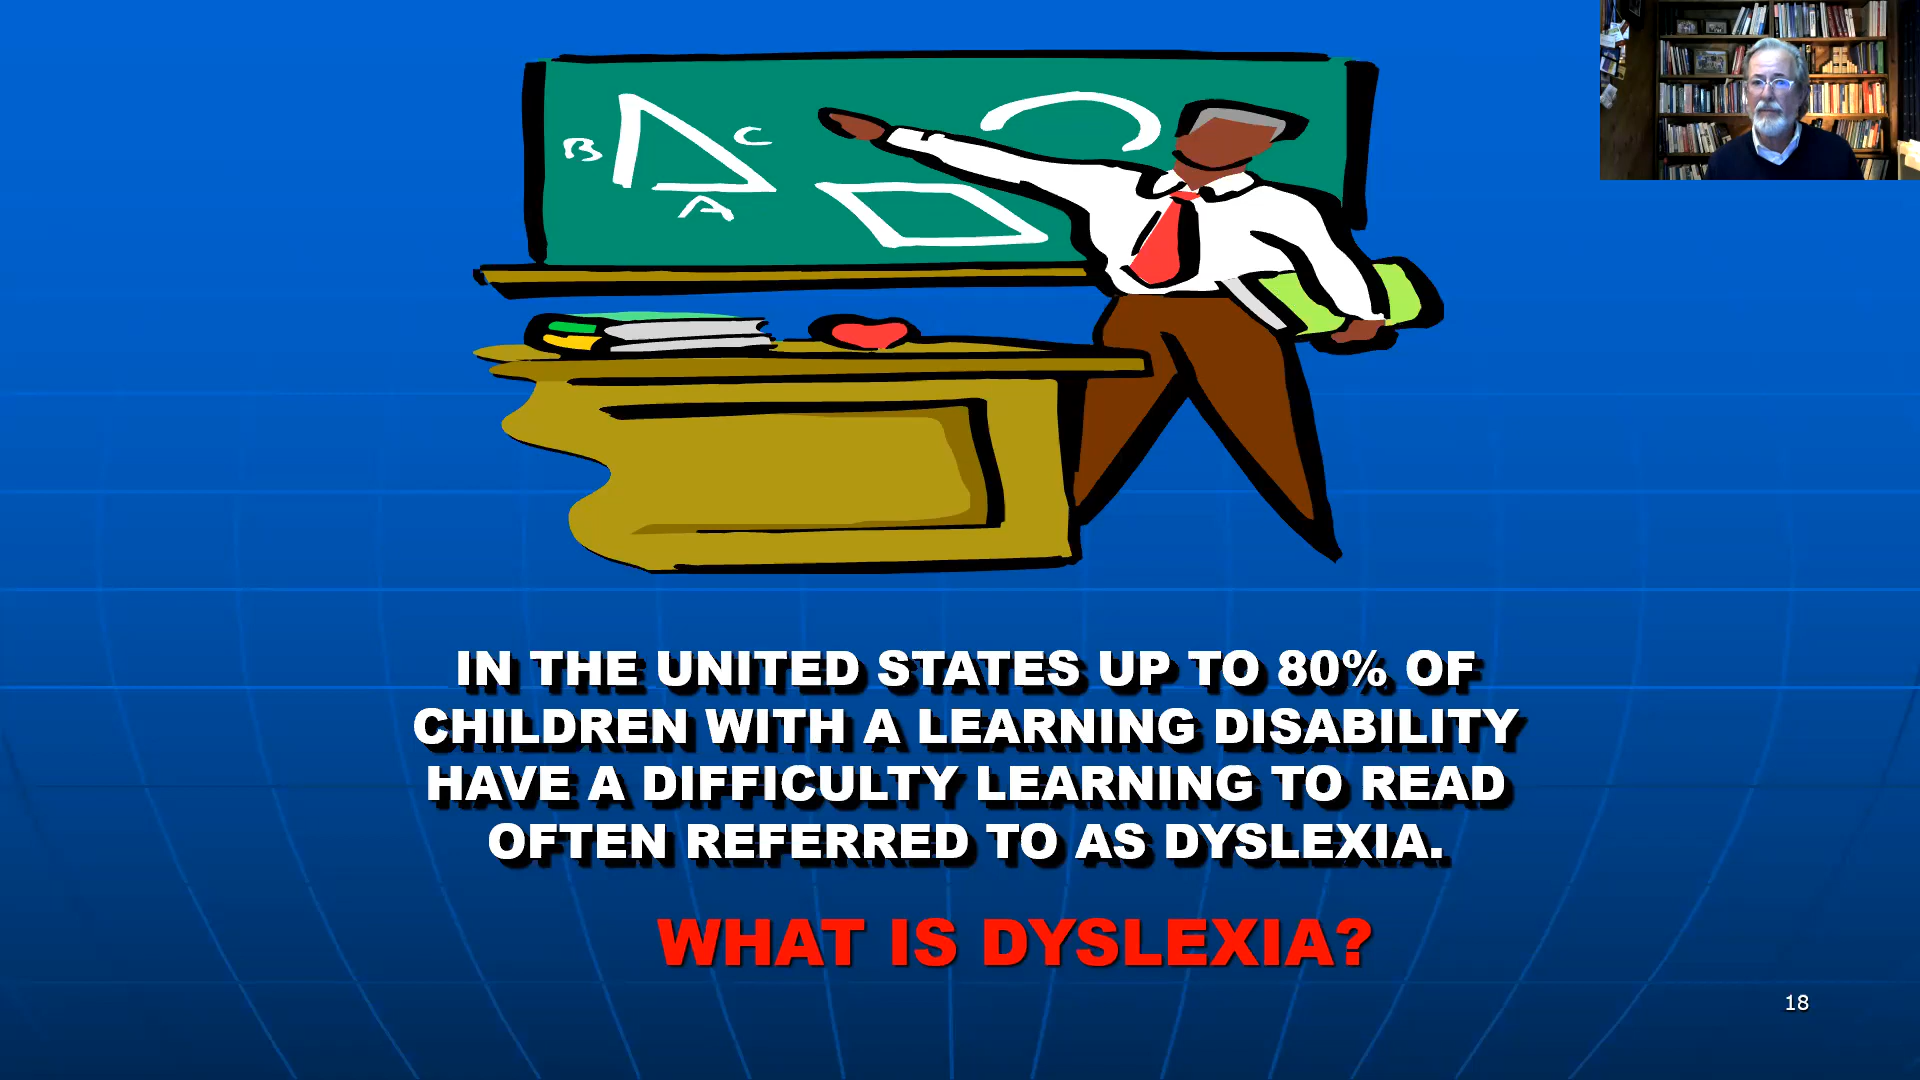 B
C
A
IN THE UNITED STATES UP TO 80% OF
CHILDREN WITH A LEARNING DISABILITY
HAVE A DIFFICULTY LEARNING TO READ
OFTEN REFERRED TO AS DYSLEXIA.
WHAT IS DYSLEXIA?
18